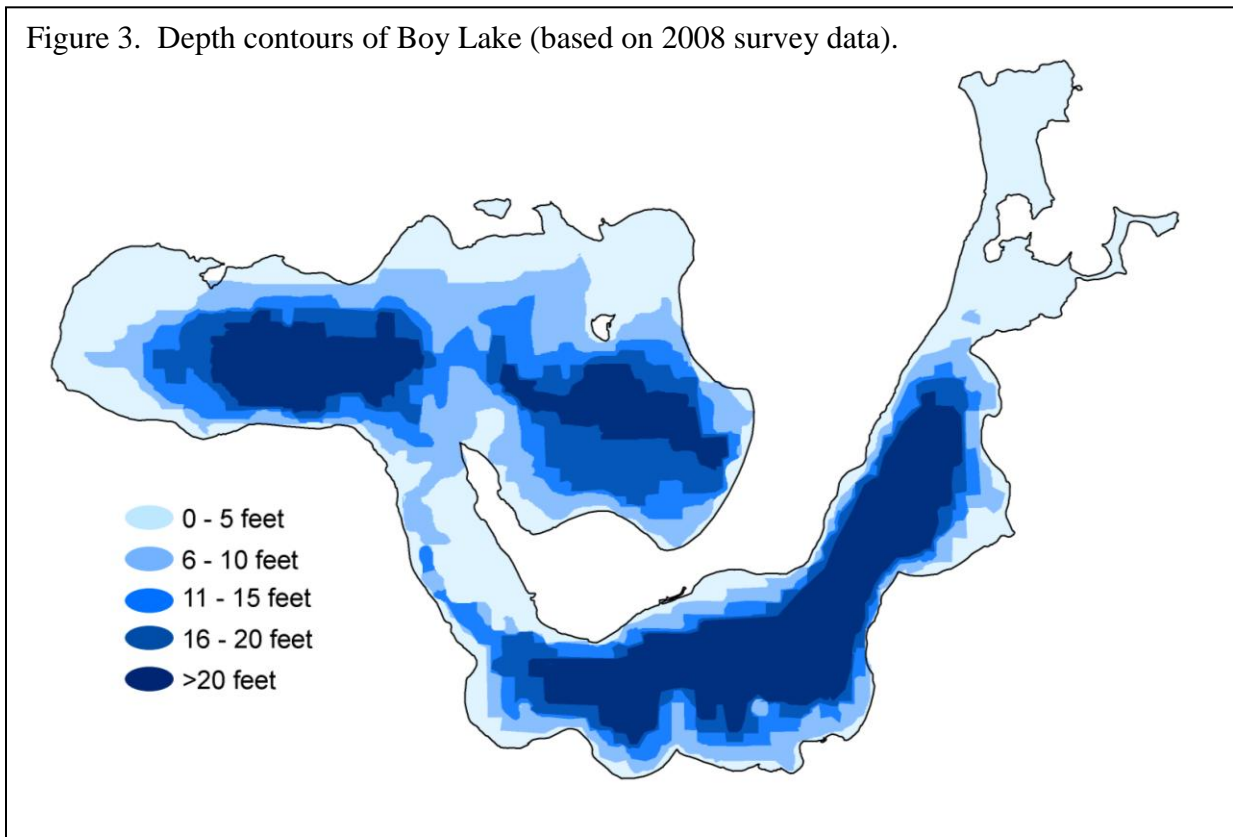 Figure 3.  Depth contours of Boy Lake (based on 2008 survey data).
0 - 5 feet
6 - 10 feet
11 - 15 feet
16 - 20 feet
>20 feet